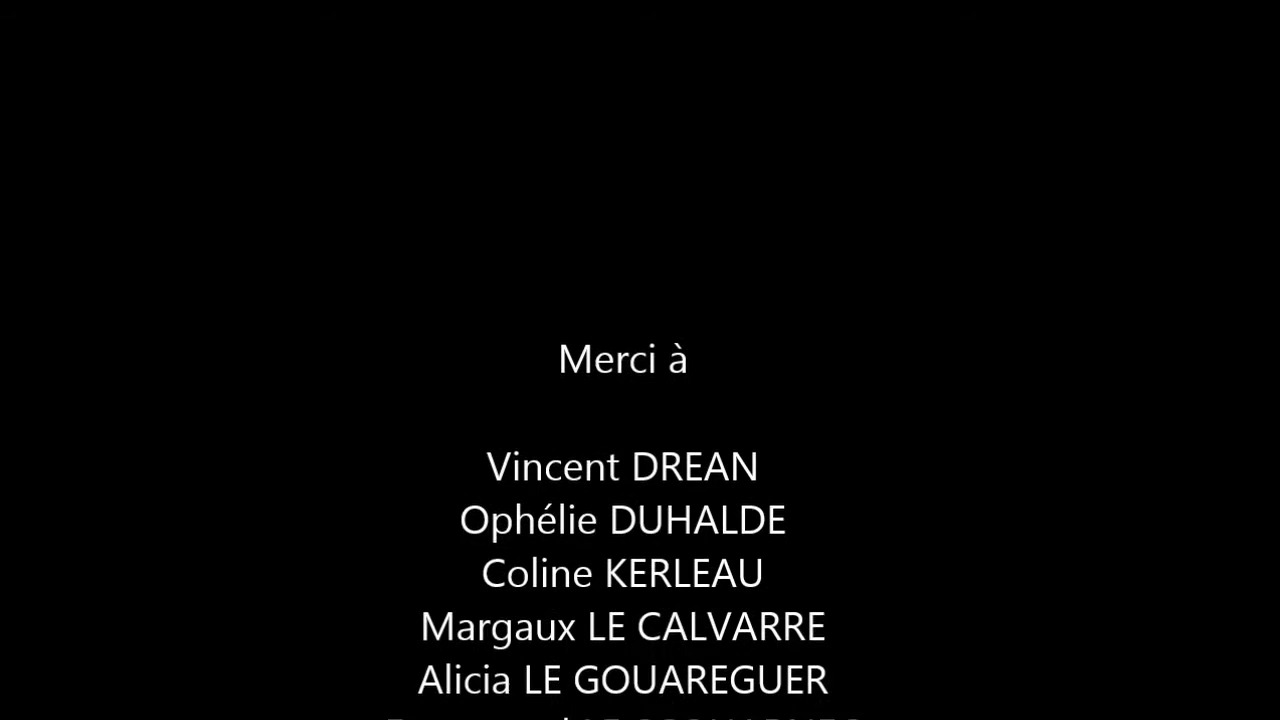 Merci à
Vincent DREAN
Ophélie DUHALDE
Coline KERLEAU
Margaux LE CALVARRE
Alicia LE GOUAREGUER